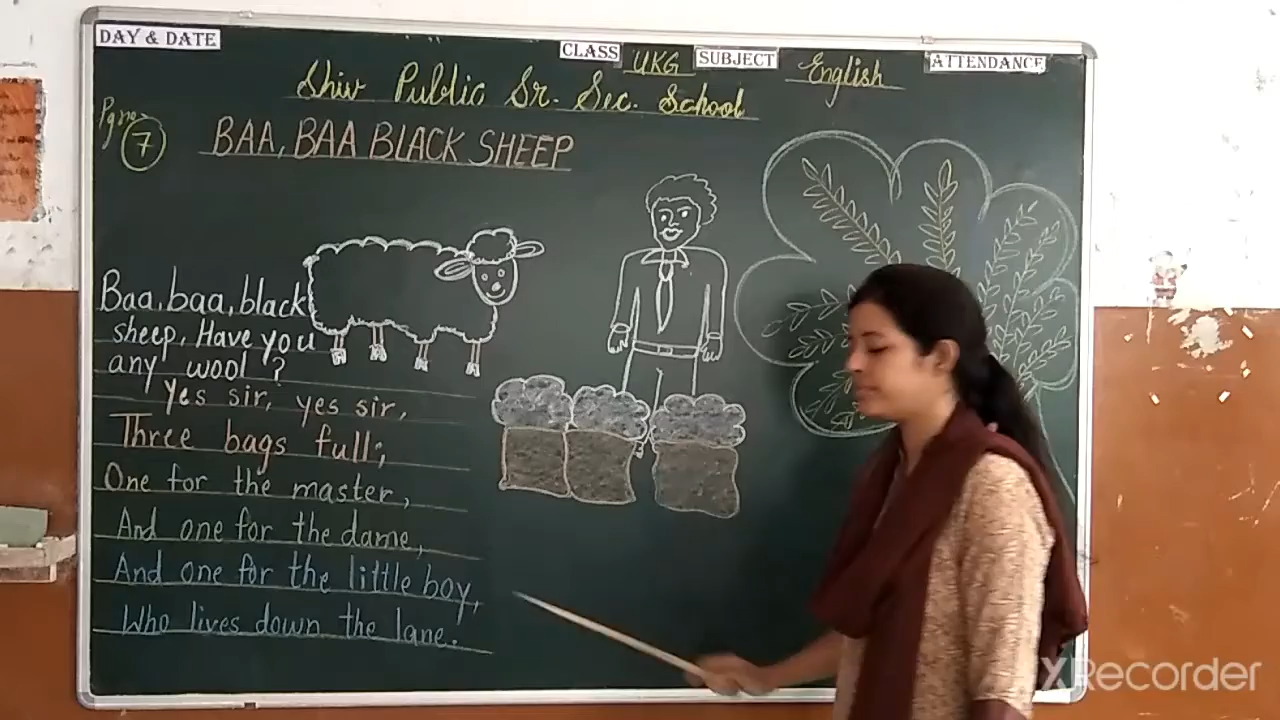 DAY & DATE
CLASS UKG SUBJECT English ATTENDANCE
Shiv Public Sr. Sec. School
Pg no. 7
BAA, BAA BLACK SHEEP
Baa, baa, black
sheep, Have you
any wool?
Yes sir, yes sir,
Three bags full;
One for the master,
And one for the dame,
And one for the little boy,
Who lives down the lane.
XRecorder